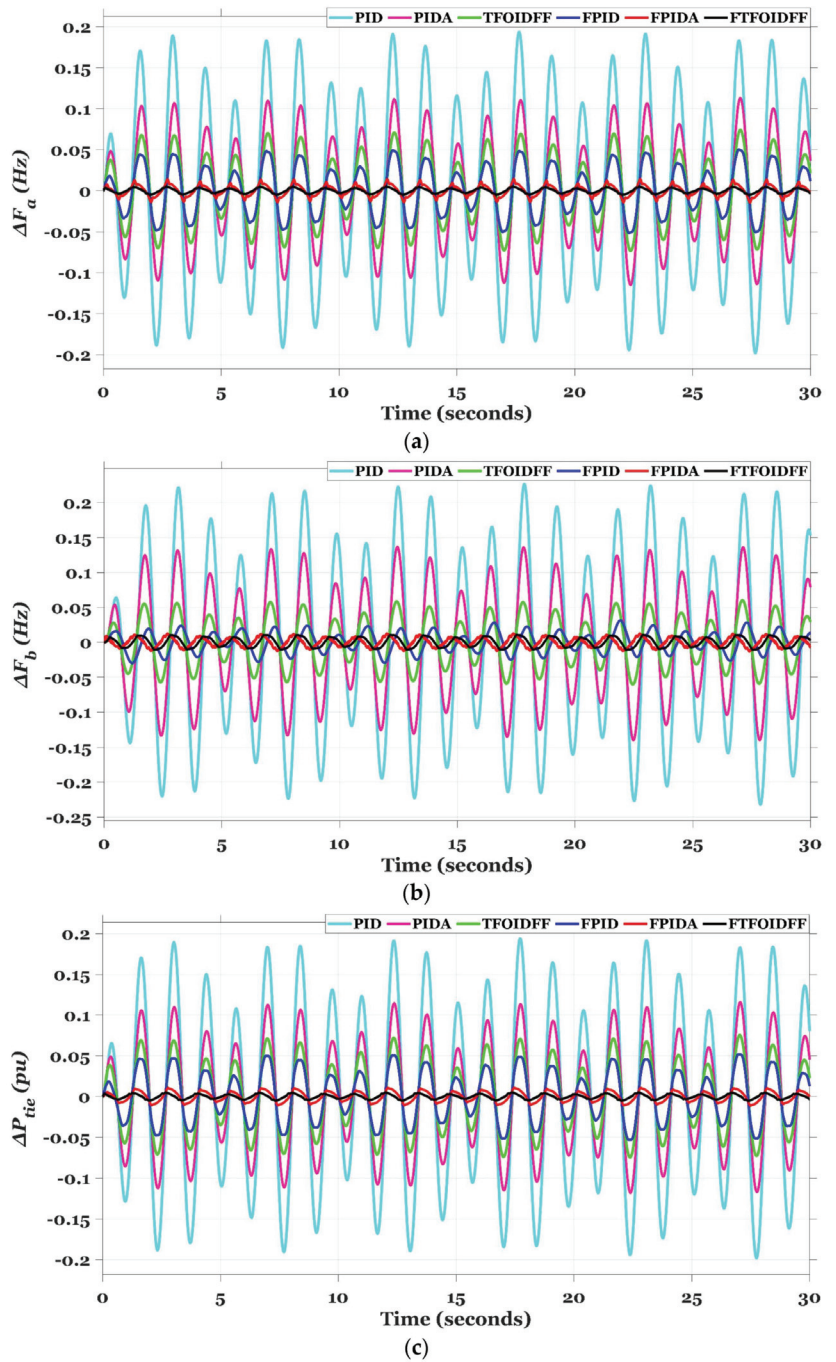 PID PIDA TFOIDFF FPID FPIDA FTFOIDFF
0.2
0.15
0.1
0.05
0
-0.05
-0.1
-0.15
-0.2
ΔF_a (Hz)
0 5 10 15 20 25 30
Time (seconds)
(a)
PID PIDA TFOIDFF FPID FPIDA FTFOIDFF
0.2
0.15
0.1
0.05
0
-0.05
-0.1
-0.15
-0.2
-0.25
ΔF_b (Hz)
0 5 10 15 20 25 30
Time (seconds)
(b)
PID PIDA TFOIDFF FPID FPIDA FTFOIDFF
0.2
0.15
0.1
0.05
0
-0.05
-0.1
-0.15
-0.2
ΔP_tie (pu)
0 5 10 15 20 25 30
Time (seconds)
(c)